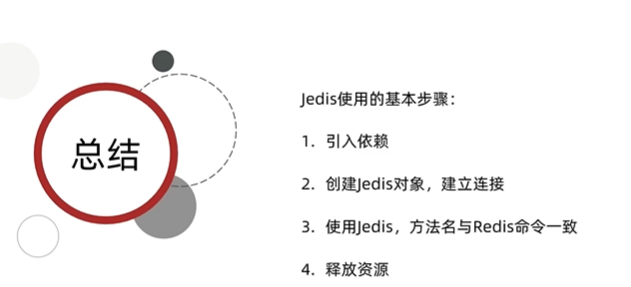 总结
Jedis使用的基本步骤：
1. 引入依赖
2. 创建Jedis对象，建立连接
3. 使用Jedis，方法名与Redis命令一致
4. 释放资源